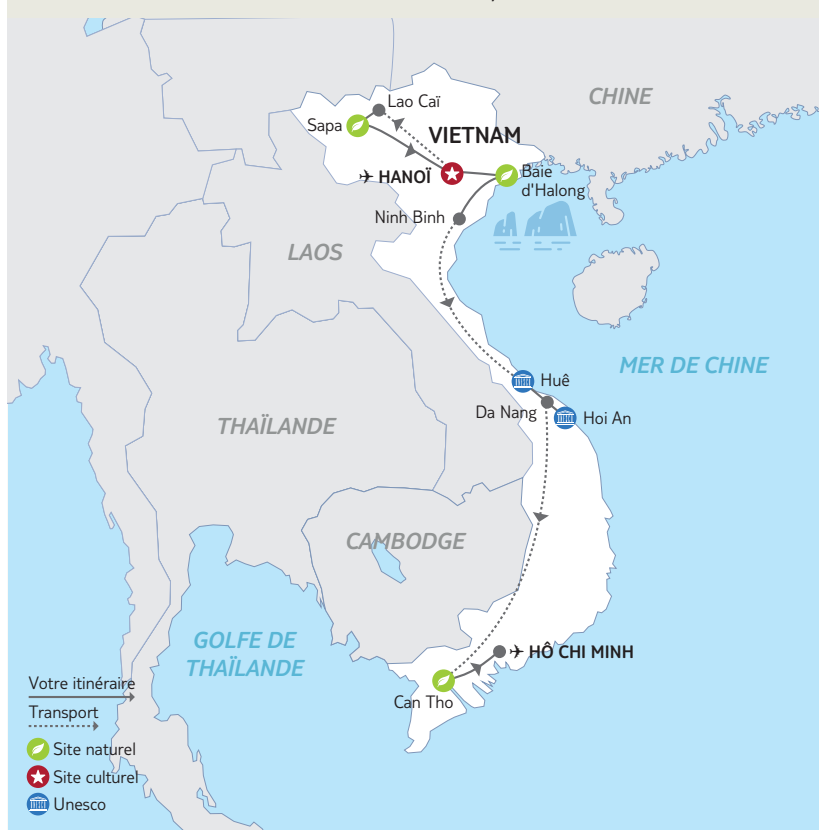 CHINE
Lao Caï
Sapa
VIETNAM
HANOÏ
Baie
d'Halong
Ninh Binh
LAOS
MER DE CHINE
Huê
Da Nang
Hoi An
THAÏLANDE
CAMBODGE
GOLFE DE
THAÏLANDE
HÔ CHI MINH
Can Tho
Votre itinéraire
Transport
Site naturel
Site culturel
Unesco